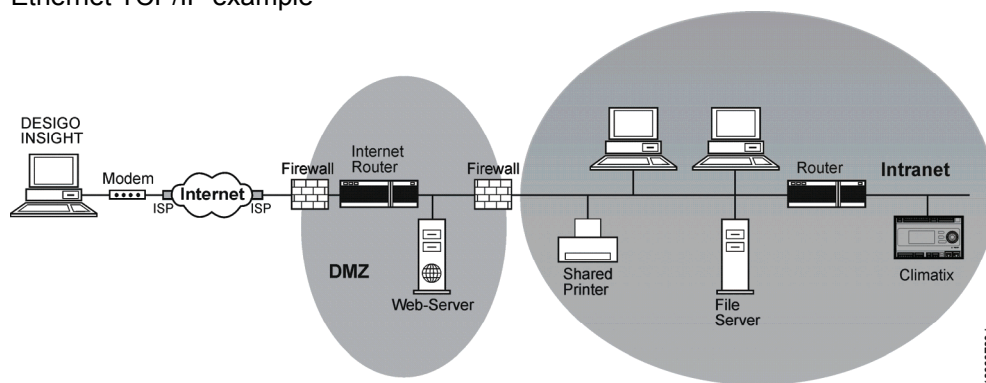 Ethernet TCP/IP example
DESIGO
INSIGHT
Modem
ISP
Internet
ISP
Firewall
Internet
Router
Firewall
DMZ
Web-Server
Shared
Printer
File
Server
Router
Intranet
Climatix